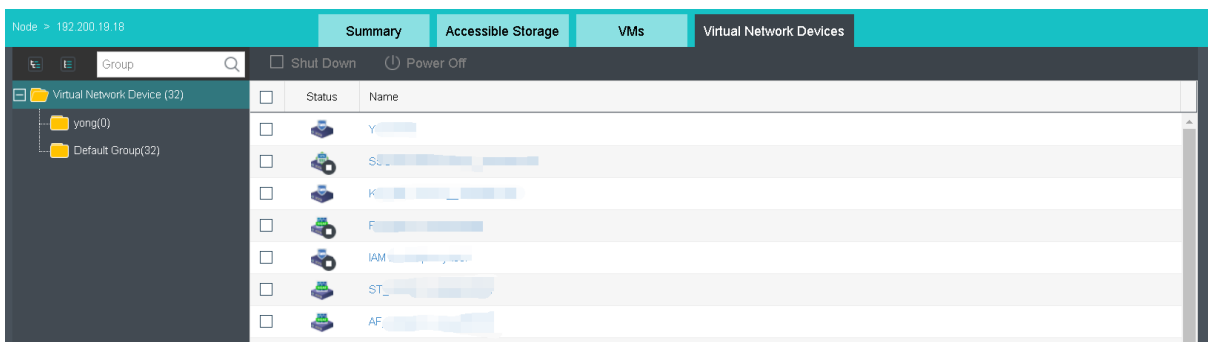 Node > 192.200.19.18
Summary
Accessible Storage
VMs
Virtual Network Devices
Group
Shut Down
Power Off
Virtual Network Device (32)
yong(0)
Default Group(32)
Status
Name
IAM
ST_
AF